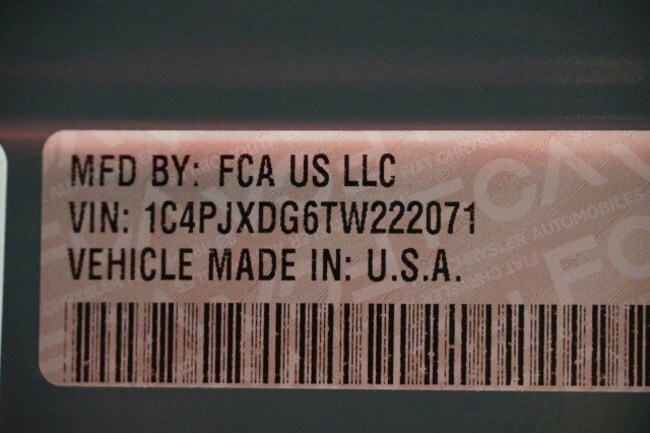 MFD BY: FCA US LLC
VIN: 1C4PJXDG6TW222071
VEHICLE MADE IN: U.S.A.